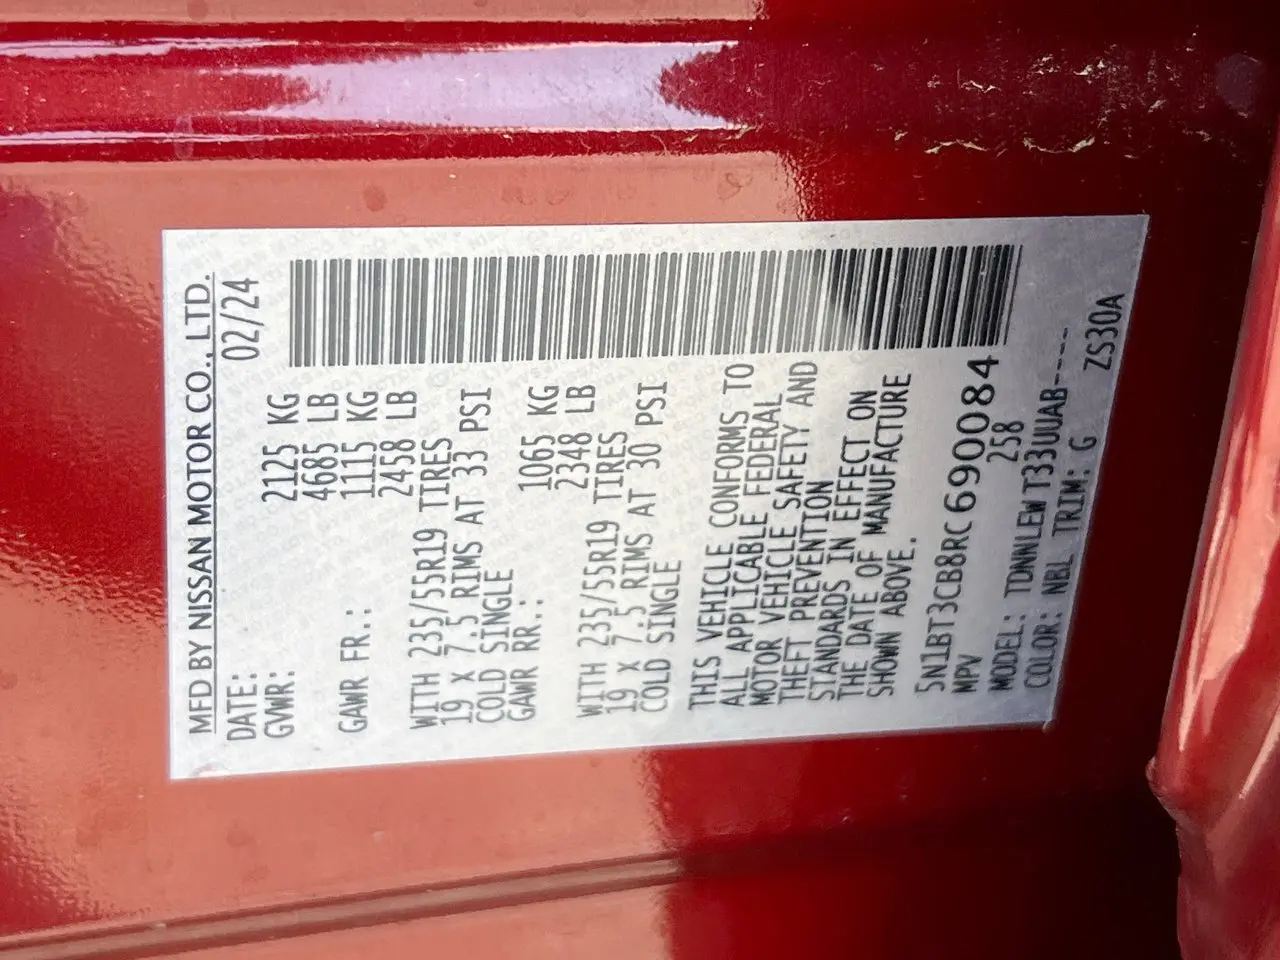 MFD BY NISSAN MOTOR CO., LTD.
DATE: 02/24
GVWR: 2125 KG
4685 LB
GAWR FR.: 1115 KG
2458 LB
WITH 235/55R19 TIRES
19 X 7.5 RIMS AT 33 PSI
COLD SINGLE
GAWR RR.: 1065 KG
2348 LB
WITH 235/55R19 TIRES
19 X 7.5 RIMS AT 30 PSI
COLD SINGLE
THIS VEHICLE CONFORMS TO
ALL APPLICABLE FEDERAL
MOTOR VEHICLE SAFETY AND
THEFT PREVENTION
STANDARDS IN EFFECT ON
THE DATE OF MANUFACTURE
SHOWN ABOVE.
5N1BT3CB8RC690084
MPV 258
MODEL: TDNNLEWT33UUAB-----
COLOR: NBL TRIM: G ZS30A